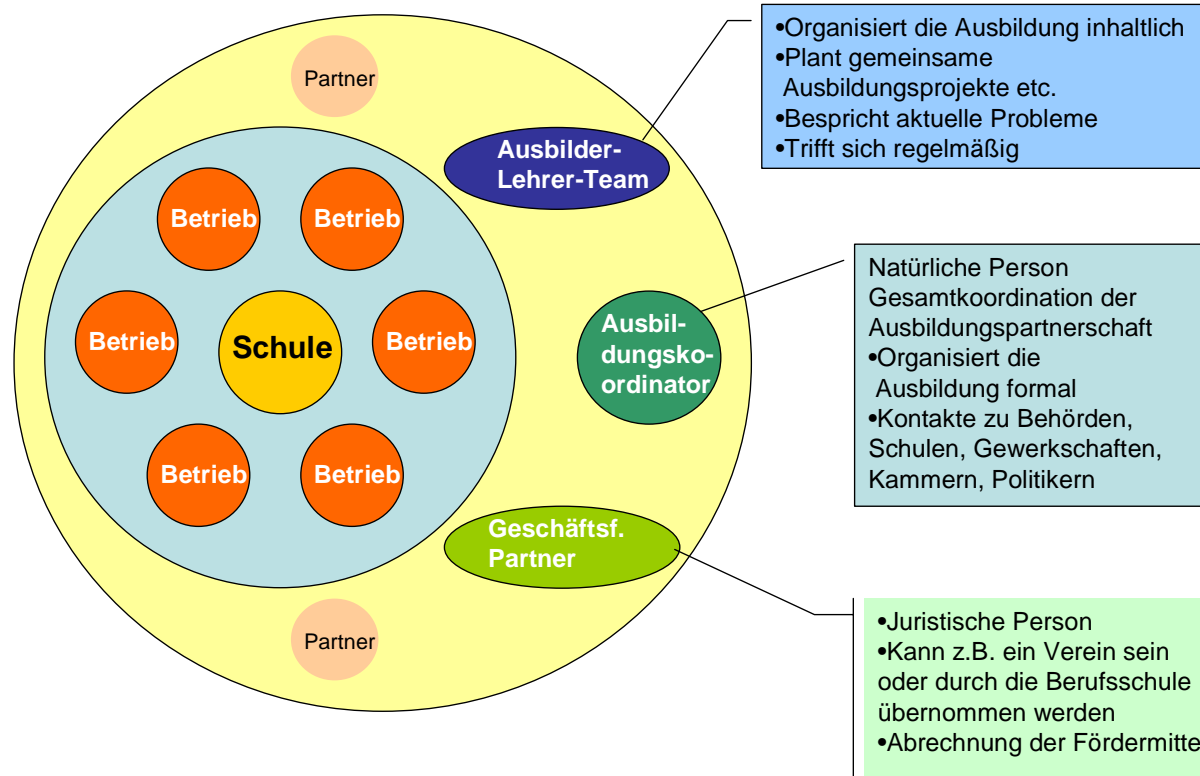 Partner
Ausbilder-
Lehrer-Team
Betrieb
Betrieb
Betrieb
Schule
Betrieb
Betrieb
Betrieb
Ausbil-
dungsko-
ordinator
Geschäftsf.
Partner
Partner
•Organisiert die Ausbildung inhaltlich
•Plant gemeinsame
Ausbildungsprojekte etc.
•Bespricht aktuelle Probleme
•Trifft sich regelmäßig
Natürliche Person
Gesamtkoordination der
Ausbildungspartnerschaft
•Organisiert die
Ausbildung formal
•Kontakte zu Behörden,
Schulen, Gewerkschaften,
Kammern, Politikern
•Juristische Person
•Kann z.B. ein Verein sein
oder durch die Berufsschule
übernommen werden
•Abrechnung der Fördermitte